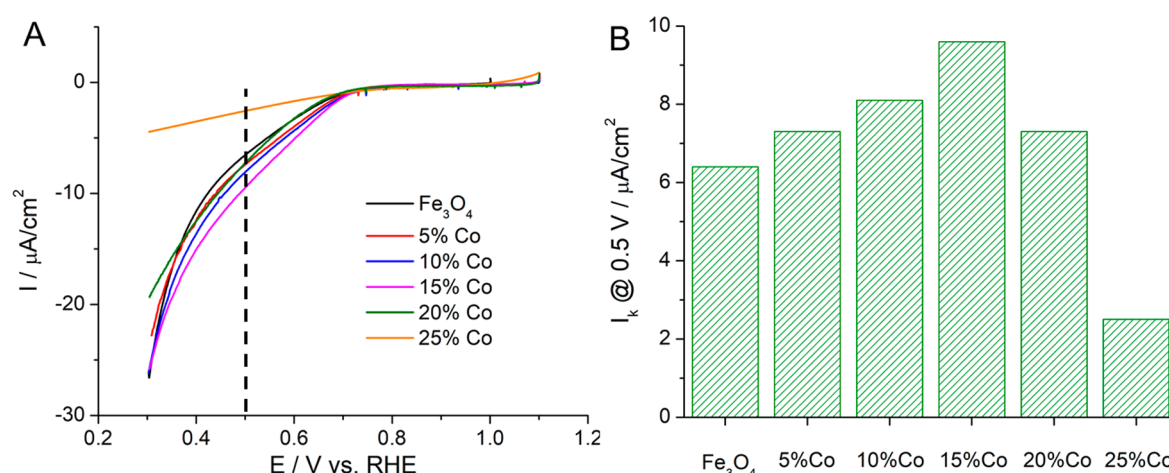 A
I / μA/cm²
5
0
-10
-20
-30
0.2 0.4 0.6 0.8 1.0 1.2
E / V vs. RHE
Fe₃O₄
5% Co
10% Co
15% Co
20% Co
25% Co
B
Iₖ @ 0.5 V / μA/cm²
10
8
6
4
2
0
Fe₃O₄ 5%Co 10%Co 15%Co 20%Co 25%Co